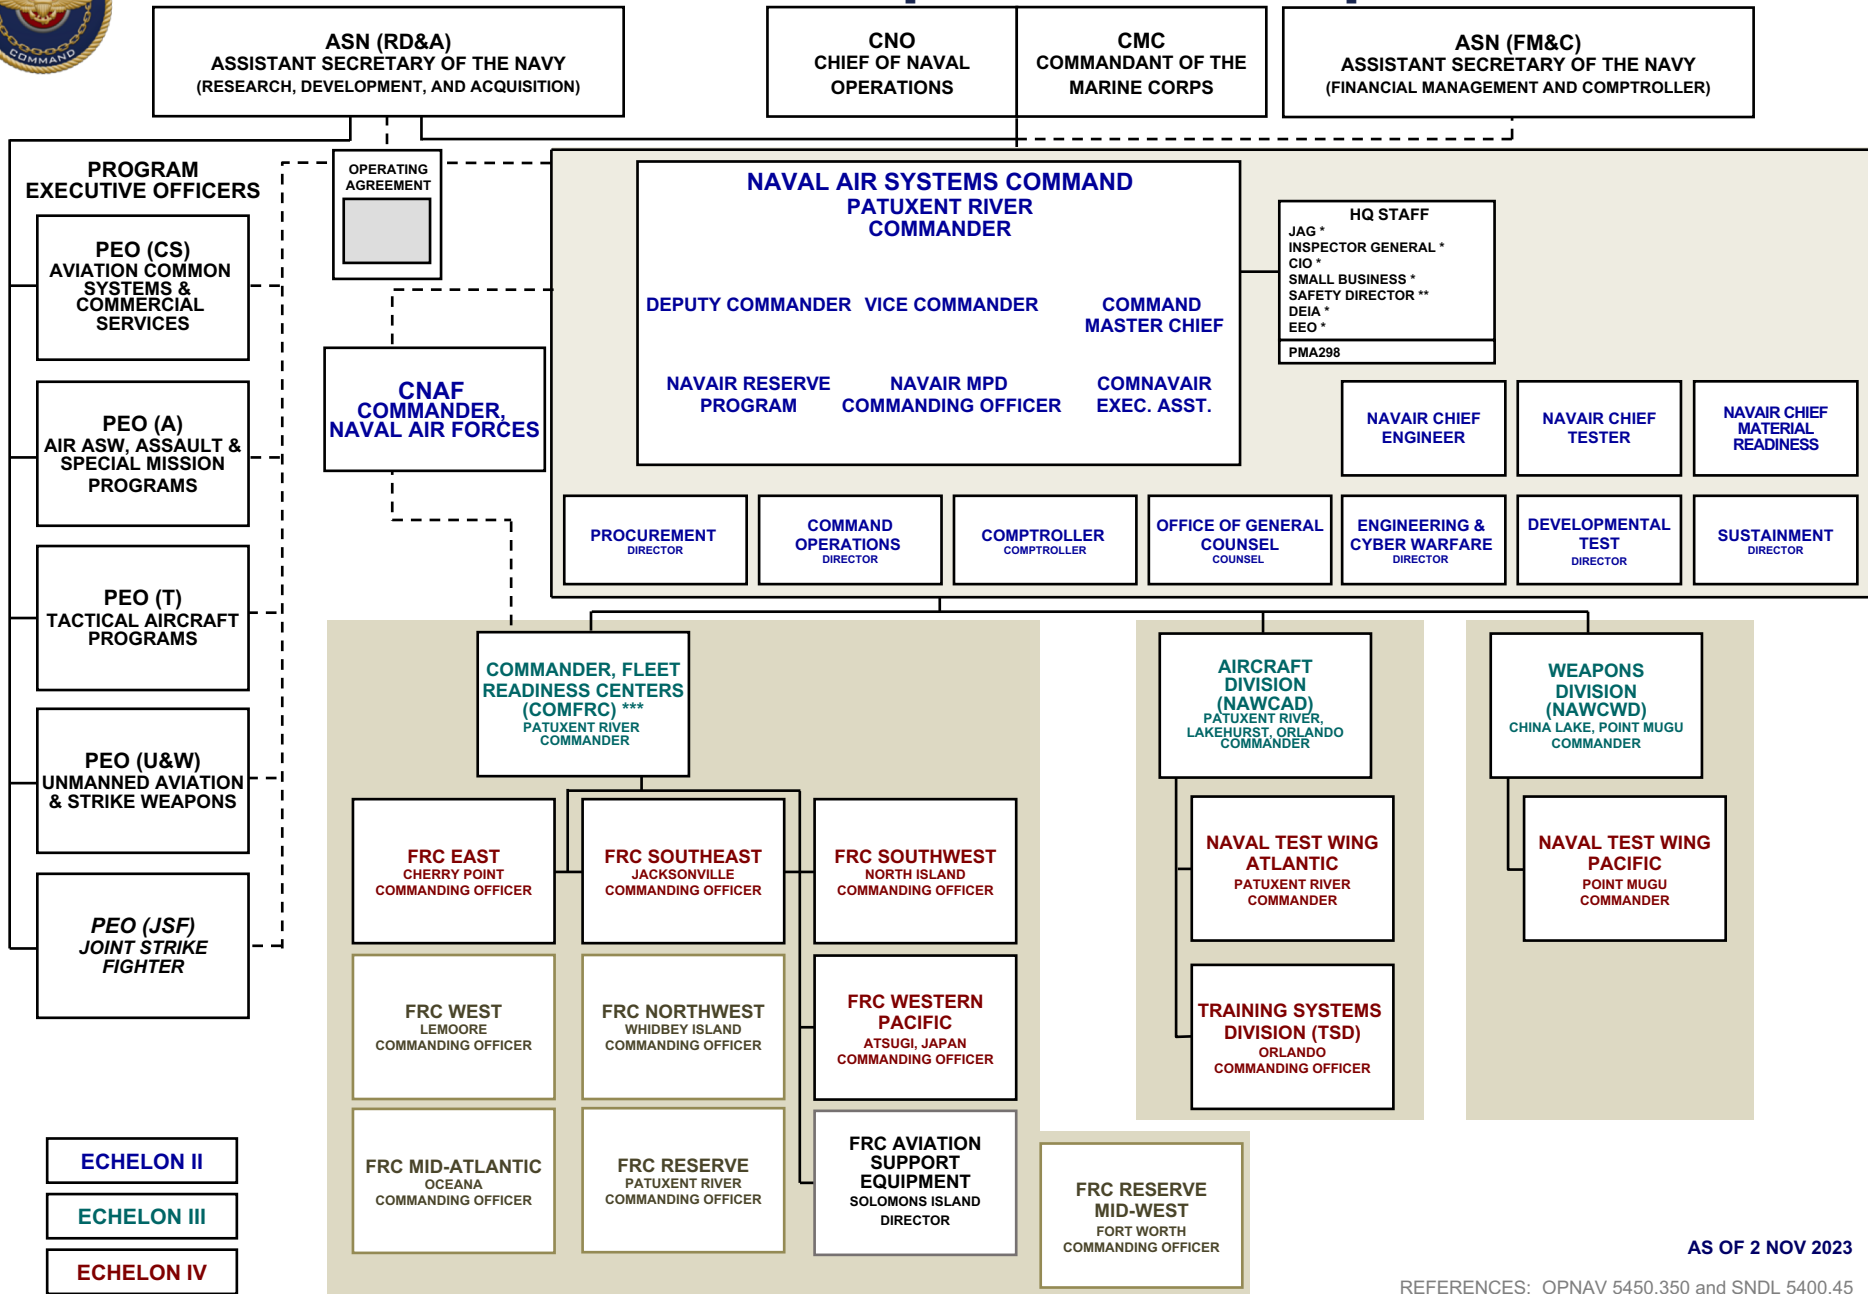 COMMAND
ASN (RD&A)
ASSISTANT SECRETARY OF THE NAVY
(RESEARCH, DEVELOPMENT, AND ACQUISITION)
CNO
CHIEF OF NAVAL
OPERATIONS
CMC
COMMANDANT OF THE
MARINE CORPS
ASN (FM&C)
ASSISTANT SECRETARY OF THE NAVY
(FINANCIAL MANAGEMENT AND COMPTROLLER)
PROGRAM
EXECUTIVE OFFICERS
PEO (CS)
AVIATION COMMON
SYSTEMS &
COMMERCIAL
SERVICES
PEO (A)
AIR ASW, ASSAULT &
SPECIAL MISSION
PROGRAMS
PEO (T)
TACTICAL AIRCRAFT
PROGRAMS
PEO (U&W)
UNMANNED AVIATION
& STRIKE WEAPONS
PEO (JSF)
JOINT STRIKE
FIGHTER
OPERATING
AGREEMENT
CNAF
COMMANDER,
NAVAL AIR FORCES
NAVAL AIR SYSTEMS COMMAND
PATUXENT RIVER
COMMANDER
DEPUTY COMMANDER
VICE COMMANDER
COMMAND
MASTER CHIEF
NAVAIR RESERVE
PROGRAM
NAVAIR MPD
COMMANDING OFFICER
COMNAVAIR
EXEC. ASST.
HQ STAFF
JAG *
INSPECTOR GENERAL *
CIO *
SMALL BUSINESS *
SAFETY DIRECTOR **
DEIA *
EEO *
PMA298
NAVAIR CHIEF
ENGINEER
NAVAIR CHIEF
TESTER
NAVAIR CHIEF
MATERIAL
READINESS
PROCUREMENT
DIRECTOR
COMMAND
OPERATIONS
DIRECTOR
COMPTROLLER
COMPTROLLER
OFFICE OF GENERAL
COUNSEL
COUNSEL
ENGINEERING &
CYBER WARFARE
DIRECTOR
DEVELOPMENTAL
TEST
DIRECTOR
SUSTAINMENT
DIRECTOR
COMMANDER, FLEET
READINESS CENTERS
(COMFRC) ***
PATUXENT RIVER
COMMANDER
AIRCRAFT
DIVISION
(NAWCAD)
PATUXENT RIVER,
LAKEHURST, ORLANDO
COMMANDER
WEAPONS
DIVISION
(NAWCWD)
CHINA LAKE, POINT MUGU
COMMANDER
FRC EAST
CHERRY POINT
COMMANDING OFFICER
FRC SOUTHEAST
JACKSONVILLE
COMMANDING OFFICER
FRC SOUTHWEST
NORTH ISLAND
COMMANDING OFFICER
NAVAL TEST WING
ATLANTIC
PATUXENT RIVER
COMMANDER
NAVAL TEST WING
PACIFIC
POINT MUGU
COMMANDER
FRC WEST
LEMOORE
COMMANDING OFFICER
FRC NORTHWEST
WHIDBEY ISLAND
COMMANDING OFFICER
FRC WESTERN
PACIFIC
ATSUGI, JAPAN
COMMANDING OFFICER
TRAINING SYSTEMS
DIVISION (TSD)
ORLANDO
COMMANDING OFFICER
FRC MID-ATLANTIC
OCEANA
COMMANDING OFFICER
FRC RESERVE
PATUXENT RIVER
COMMANDING OFFICER
FRC AVIATION
SUPPORT
EQUIPMENT
SOLOMONS ISLAND
DIRECTOR
FRC RESERVE
MID-WEST
FORT WORTH
COMMANDING OFFICER
ECHELON II
ECHELON III
ECHELON IV
AS OF 2 NOV 2023
REFERENCES: OPNAV 5450.350 and SNDL 5400.45